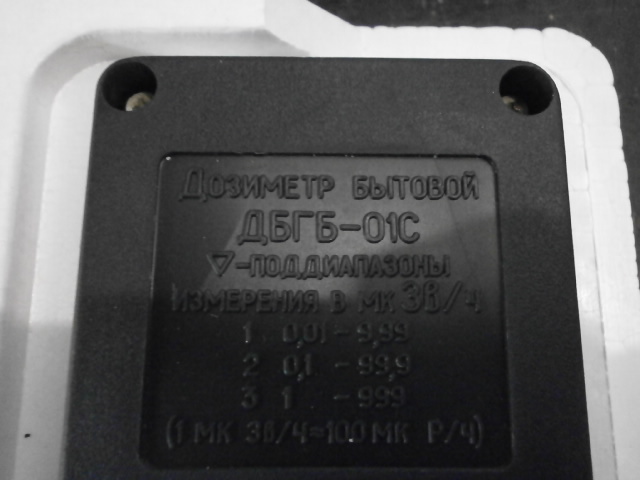 ДОЗИМЕТР БЫТОВОЙ
ДБГБ-01С
▽-ПОДДИАПАЗОНЫ
ИЗМЕРЕНИЯ В МК Зв/Ч
1 0,01 - 9,99
2 0,1 - 99,9
3 1 - 999
(1 МК Зв/Ч≈100 МК Р/Ч)